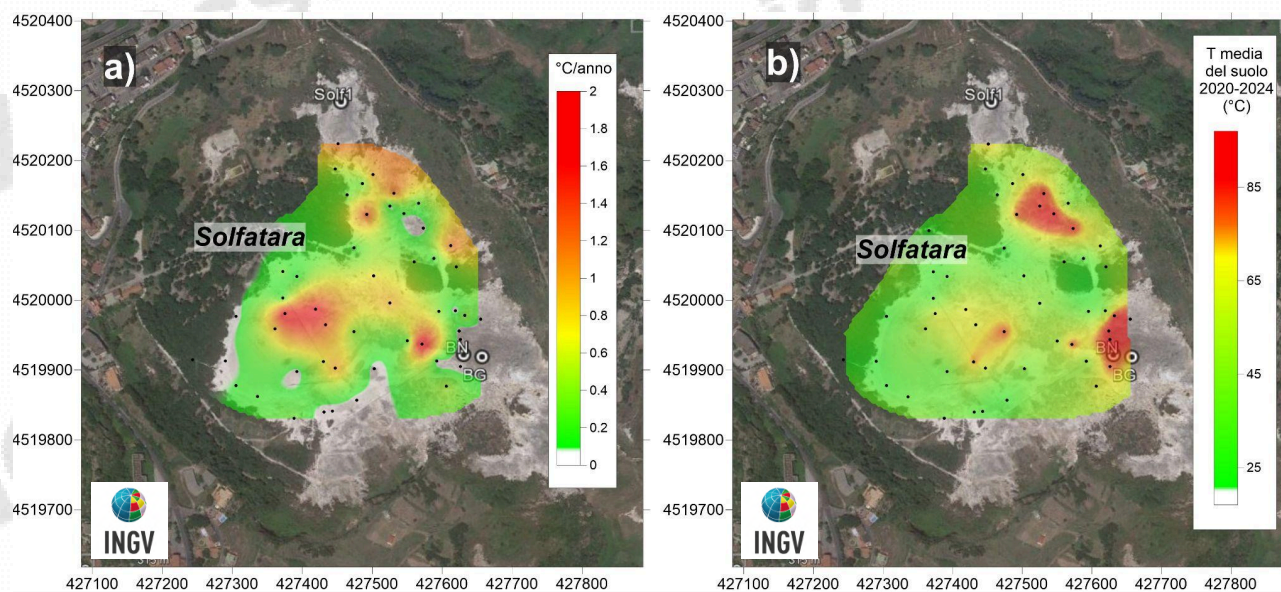 a)
°C/anno
2
1.8
1.6
1.4
1.2
1
0.8
0.6
0.4
0.2
0
Solf1
Solfatara
BN
BG
INGV
4520400
4520300
4520200
4520100
4520000
4519900
4519800
4519700
427100 427200 427300 427400 427500 427600 427700 427800
b)
T media
del suolo
2020-2024
(°C)
85
65
45
25
Solf1
Solfatara
BN
BG
INGV
4520400
4520300
4520200
4520100
4520000
4519900
4519800
4519700
427100 427200 427300 427400 427500 427600 427700 427800